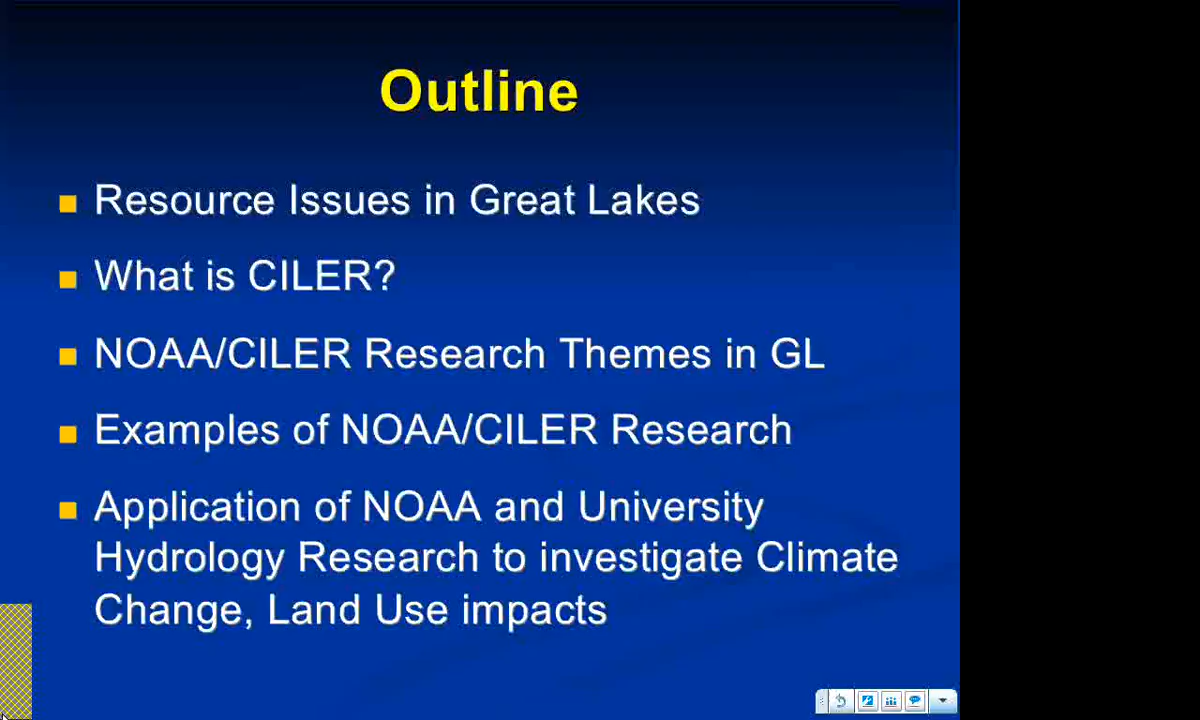 Outline
Resource Issues in Great Lakes
What is CILER?
NOAA/CILER Research Themes in GL
Examples of NOAA/CILER Research
Application of NOAA and University
Hydrology Research to investigate Climate
Change, Land Use impacts